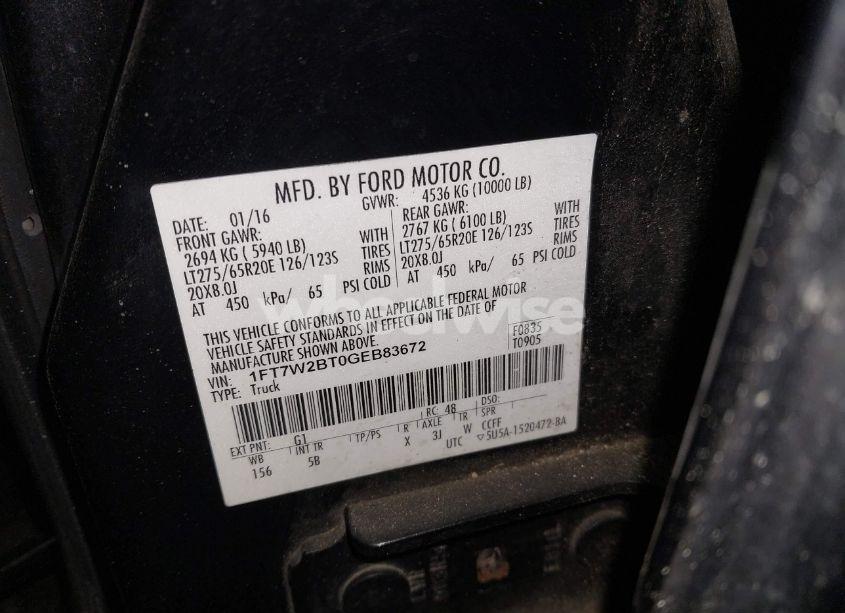 MFD. BY FORD MOTOR CO.
DATE: 01/16 GVWR: 4536 KG (10000 LB)
FRONT GAWR: REAR GAWR:
2694 KG ( 5940 LB) WITH 2767 KG ( 6100 LB) WITH
LT275/65R20E 126/123S TIRES LT275/65R20E 126/123S TIRES
20X8.0J RIMS 20X8.0J RIMS
AT 450 kPa/ 65 PSI COLD AT 450 kPa/ 65 PSI COLD
THIS VEHICLE CONFORMS TO ALL APPLICABLE FEDERAL MOTOR
VEHICLE SAFETY STANDARDS IN EFFECT ON THE DATE OF
MANUFACTURE SHOWN ABOVE.
VIN: 1FT7W2BT0GEB83672
TYPE: Truck
F0835
T0905
wheelwise
EXT PNT: G1 RC: 48 DSO:
WB INT TR TP/PS R AXLE TR SPR
156 5B X 3J W CCFF
UTC 5U5A-1520472-BA